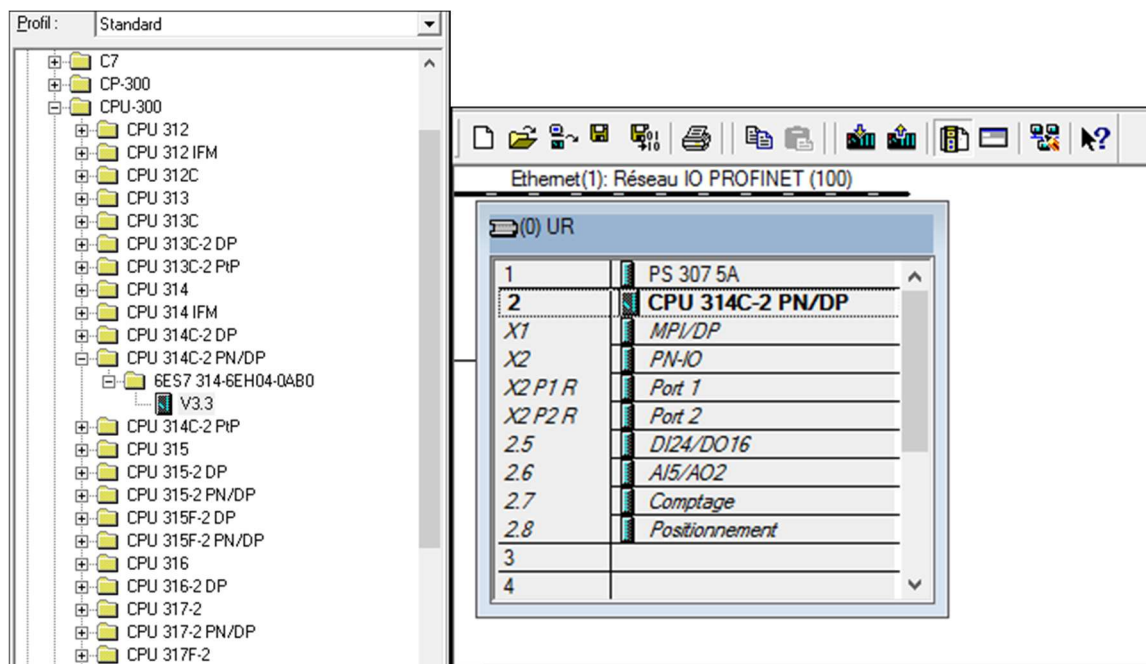 Profil : Standard
C7
CP-300
CPU-300
CPU 312
CPU 312 IFM
CPU 312C
CPU 313
CPU 313C
CPU 313C-2 DP
CPU 313C-2 PtP
CPU 314
CPU 314 IFM
CPU 314C-2 DP
CPU 314C-2 PN/DP
6ES7 314-6EH04-0AB0
V3.3
CPU 314C-2 PtP
CPU 315
CPU 315-2 DP
CPU 315-2 PN/DP
CPU 315F-2 DP
CPU 315F-2 PN/DP
CPU 316
CPU 316-2 DP
CPU 317-2
CPU 317-2 PN/DP
CPU 317F-2
Ethernet(1): Réseau IO PROFINET (100)
(0) UR
1 PS 307 5A
2 CPU 314C-2 PN/DP
X1 MPI/DP
X2 PN-IO
X2 P1 R Port 1
X2 P2 R Port 2
2.5 DI24/DO16
2.6 AI5/AO2
2.7 Comptage
2.8 Positionnement
3
4